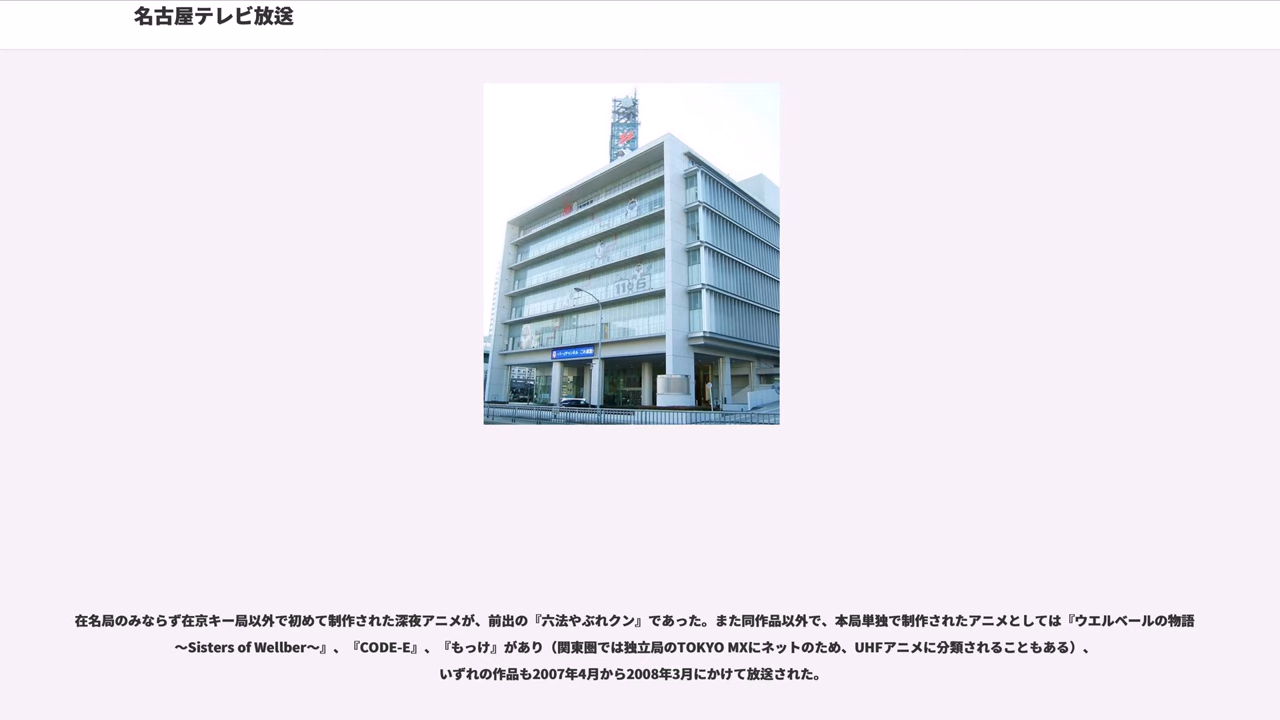 名古屋テレビ放送
在名局のみならず在京キー局以外で初めて制作された深夜アニメが、前出の『六法やぶれクン』であった。また同作品以外で、本局単独で制作されたアニメとしては『ウエルベールの物語
〜Sisters of Wellber〜』、『CODE-E』、『もっけ』があり（関東圏では独立局のTOKYO MXにネットのため、UHFアニメに分類されることもある）、
いずれの作品も2007年4月から2008年3月にかけて放送された。